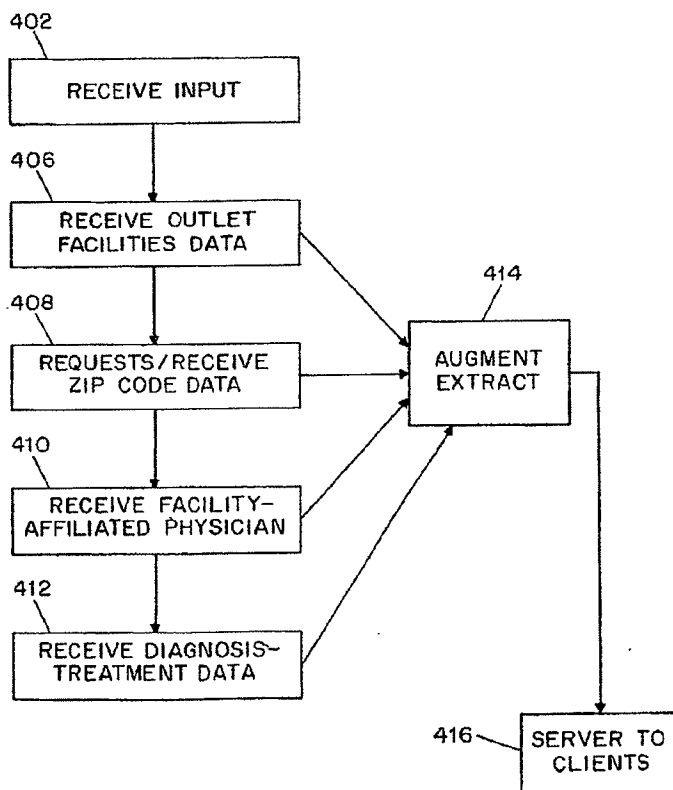 402
RECEIVE INPUT
406
RECEIVE OUTLET
FACILITIES DATA
408
REQUESTS/RECEIVE
ZIP CODE DATA
410
RECEIVE FACILITY-
AFFILIATED PHYSICIAN
412
RECEIVE DIAGNOSIS-
TREATMENT DATA
414
AUGMENT
EXTRACT
416
SERVER TO
CLIENTS